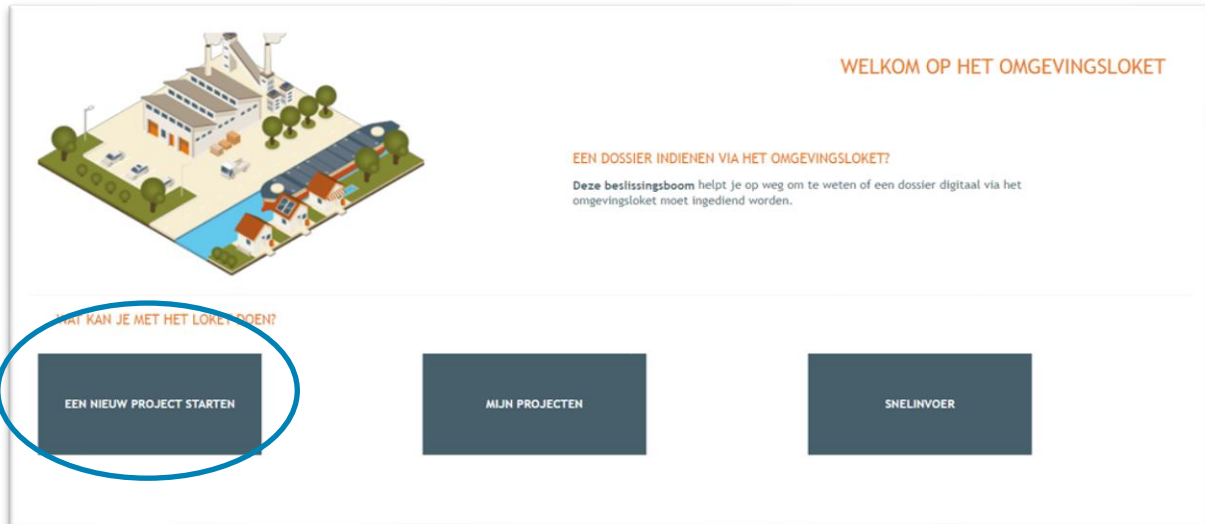 WELKOM OP HET OMGEVINGSLOKET
EEN DOSSIER INDIENEN VIA HET OMGEVINGSLOKET?
Deze beslissingsboom helpt je op weg om te weten of een dossier digitaal via het
omgevingsloket moet ingediend worden.
WAT KAN JE MET HET LOKET DOEN?
EEN NIEUW PROJECT STARTEN
MIJN PROJECTEN
SNELINVOER